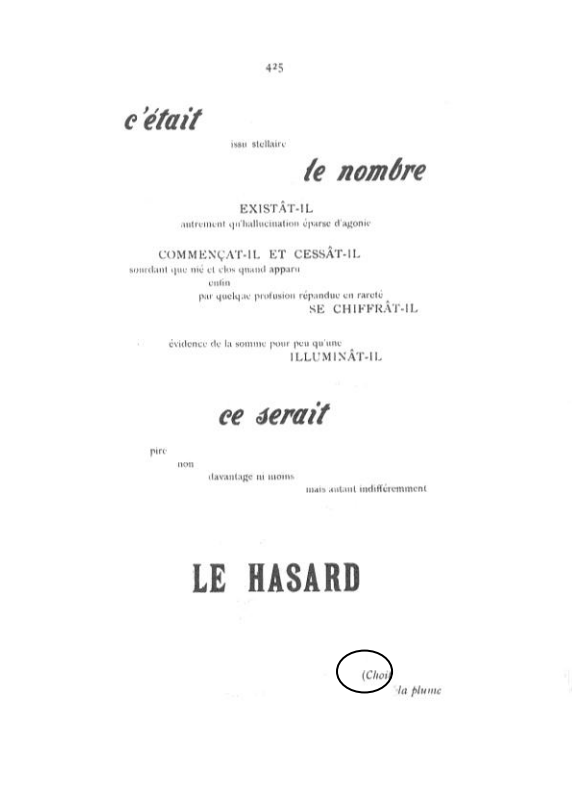 425
c'était
issu stellaire
le nombre
EXISTÂT-IL
autrement qu'hallucination éparse d'agonie
COMMENÇAT-IL ET CESSÂT-IL
sourdant que nié et clos quand apparu
enfin
par quelque profusion répandue en rareté
SE CHIFFRÂT-IL
évidence de la somme pour peu qu'une
ILLUMINÂT-IL
ce serait
pire
non
davantage ni moins
mais autant indifféremment
LE HASARD
(Choit
la plume